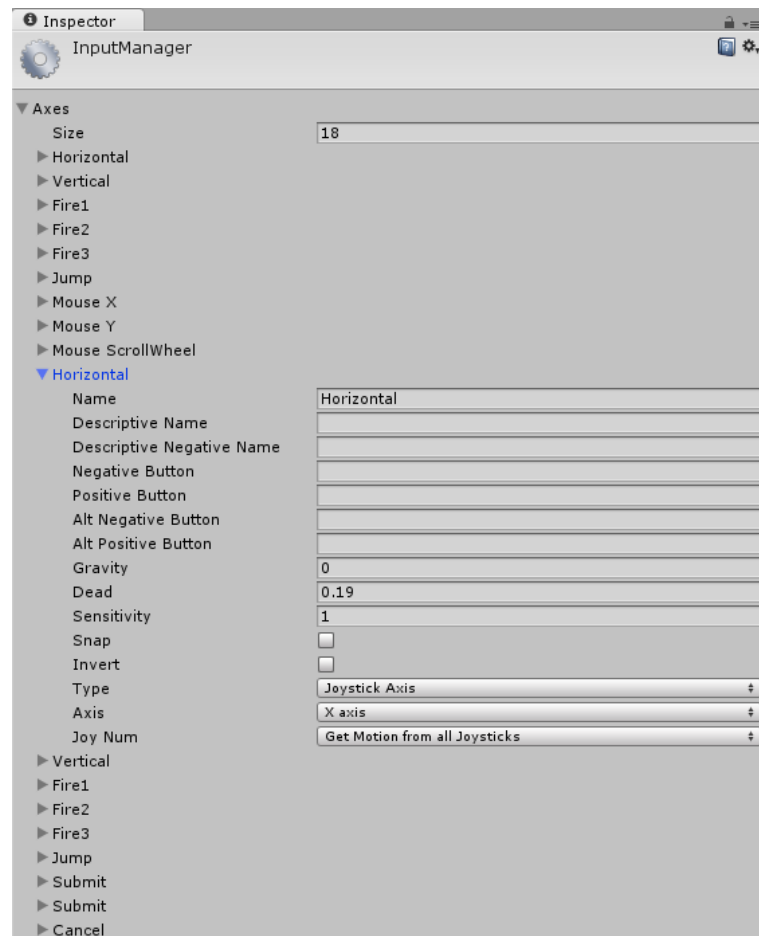 Inspector
InputManager
Axes
Size 18
Horizontal
Vertical
Fire1
Fire2
Fire3
Jump
Mouse X
Mouse Y
Mouse ScrollWheel
Horizontal
Name Horizontal
Descriptive Name
Descriptive Negative Name
Negative Button
Positive Button
Alt Negative Button
Alt Positive Button
Gravity 0
Dead 0.19
Sensitivity 1
Snap
Invert
Type Joystick Axis
Axis X axis
Joy Num Get Motion from all Joysticks
Vertical
Fire1
Fire2
Fire3
Jump
Submit
Submit
Cancel